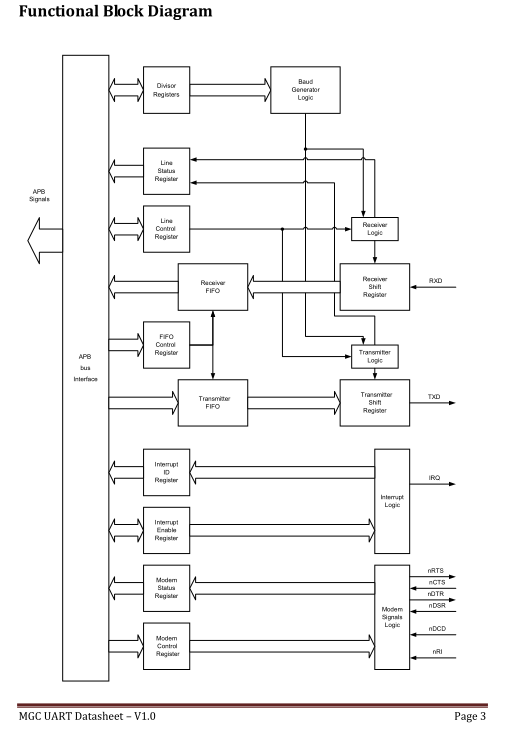 Functional Block Diagram
Divisor
Registers
Baud
Generator
Logic
Line
Status
Register
APB
Signals
Line
Control
Register
Receiver
Logic
Receiver
FIFO
Receiver
Shift
Register
RXD
FIFO
Control
Register
APB
bus
Interface
Transmitter
Logic
Transmitter
FIFO
Transmitter
Shift
Register
TXD
Interrupt
ID
Register
IRQ
Interrupt
Logic
Interrupt
Enable
Register
Modem
Status
Register
nRTS
nCTS
nDTR
nDSR
Modem
Signals
Logic
nDCD
nRI
Modem
Control
Register
MGC UART Datasheet – V1.0
Page 3